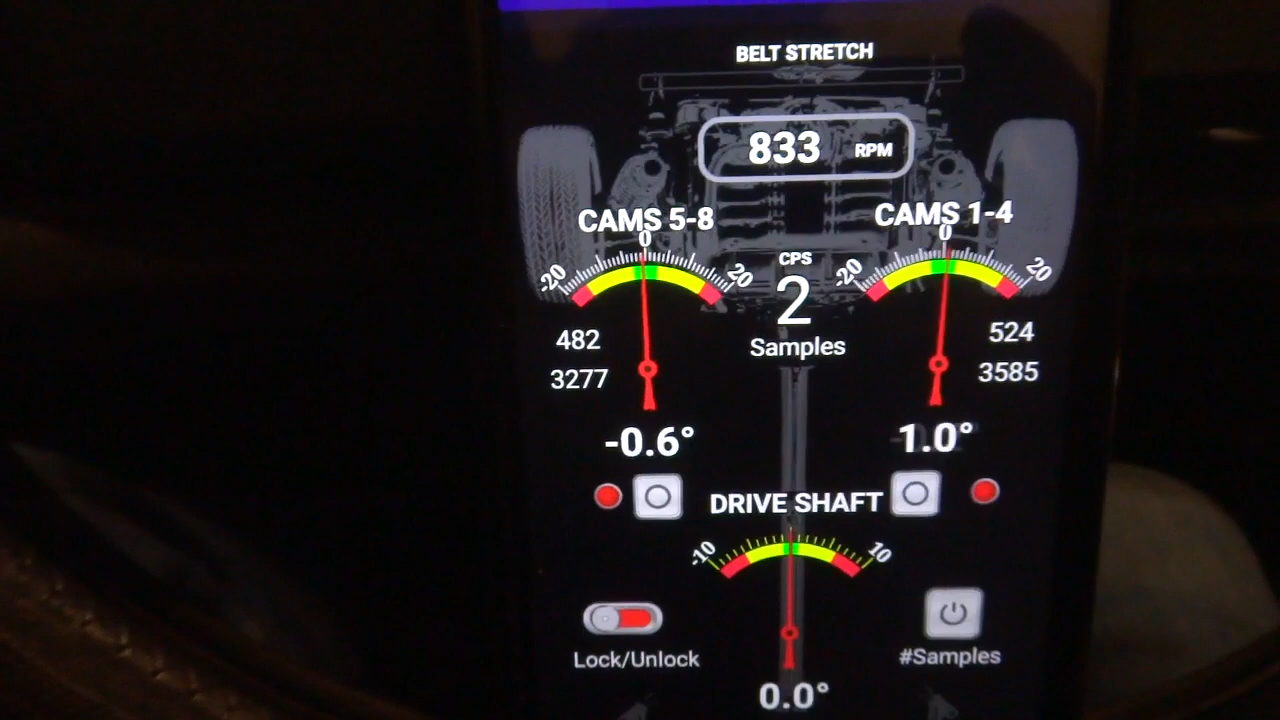 BELT STRETCH
833 RPM
CAMS 5-8
CAMS 1-4
0
0
-20
20
-20
20
CPS
2
Samples
482
3277
524
3585
-0.6°
1.0°
DRIVE SHAFT
-10
10
Lock/Unlock
#Samples
0.0°